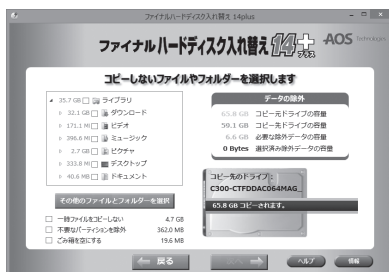 ファイナルハードディスク入れ替え 14plus
ファイナルハードディスク入れ替え 14+プラス
AOS Technologies
コピーしないファイルやフォルダーを選択します
35.7 GB ライブラリ
32.1 GB ダウンロード
171.1 MB ビデオ
396.6 MB ミュージック
2.7 GB ピクチャ
333.8 MB デスクトップ
40.6 MB ドキュメント
その他のファイルとフォルダーを選択
一時ファイルをコピーしない 4.7 GB
不要なパーティションを除外 362.0 MB
ごみ箱を空にする 19.6 MB
データの除外
65.8 GB コピー元ドライブの容量
59.1 GB コピー先ドライブの容量
6.6 GB 必要な除外データの容量
0 Bytes 選択済み除外データの容量
コピー先のドライブ:
C300-CTFDDAC064MAG_
65.8 GB コピーされます。
戻る
ヘルプ
情報